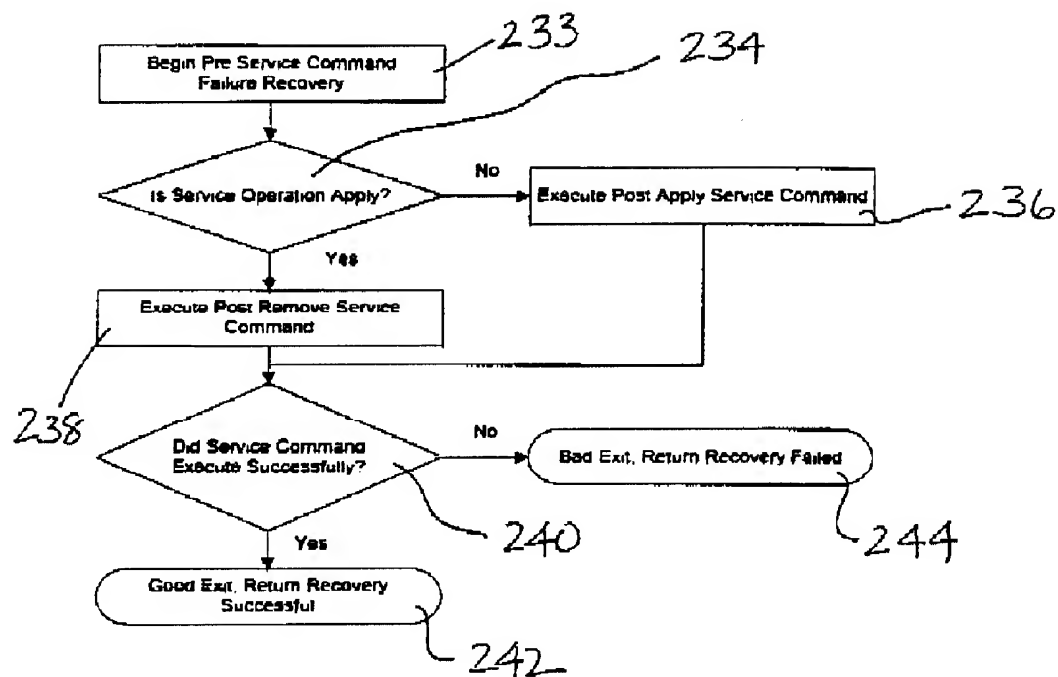 233
Begin Pre Service Command
Failure Recovery
234
Is Service Operation Apply?
No
Execute Post Apply Service Command
236
Yes
Execute Post Remove Service
Command
238
Did Service Command
Execute Successfully?
No
Bad Exit, Return Recovery Failed
240
244
Yes
Good Exit, Return Recovery
Successful
242